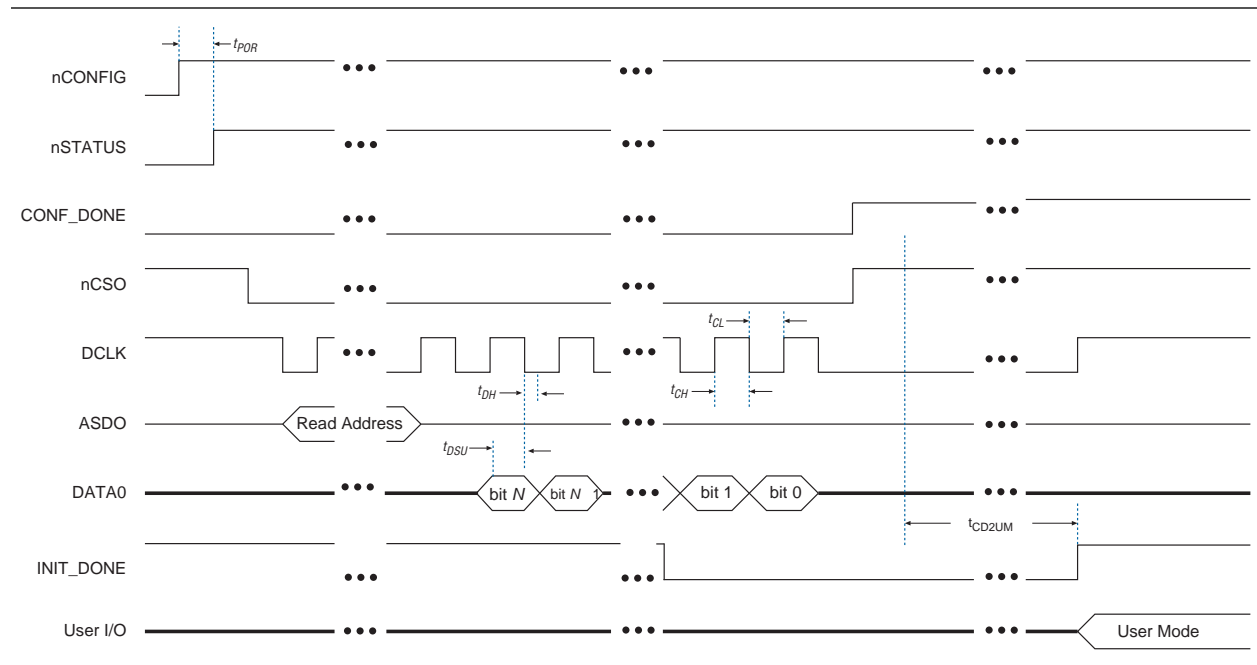 tPOR
nCONFIG
nSTATUS
CONF_DONE
nCSO
tCL
DCLK
tDH
tCH
ASDO
Read Address
tDSU
DATA0
bit N
bit N 1
bit 1
bit 0
tCD2UM
INIT_DONE
User I/O
User Mode